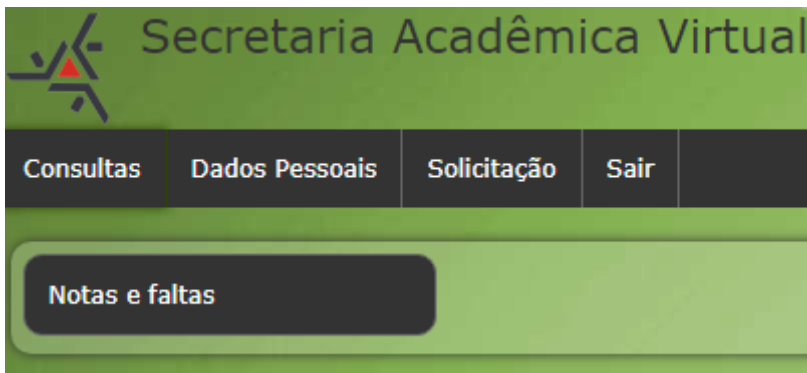 Secretaria Acadêmica Virtual
Consultas Dados Pessoais Solicitação Sair
Notas e faltas